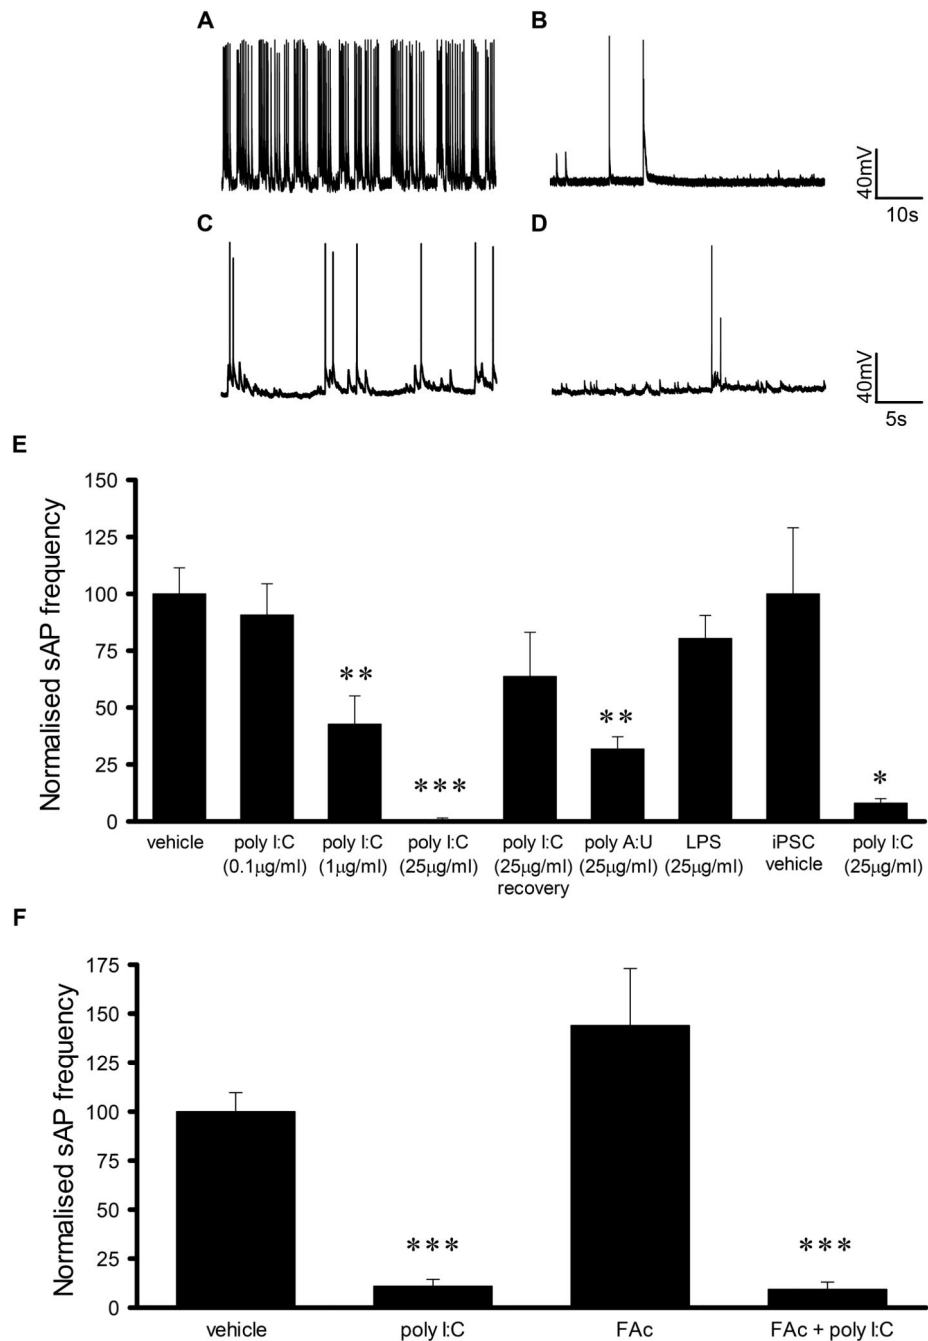 A
B
40mV
10s
C
D
40mV
5s
E
Normalised sAP frequency
150
125
100
75
50
25
0
**
***
**
*
vehicle
poly I:C
(0.1µg/ml)
poly I:C
(1µg/ml)
poly I:C
(25µg/ml)
poly I:C
(25µg/ml)
recovery
poly A:U
(25µg/ml)
LPS
(25µg/ml)
iPSC
vehicle
poly I:C
(25µg/ml)
F
Normalised sAP frequency
175
150
125
100
75
50
25
0
***
***
vehicle
poly I:C
FAc
FAc + poly I:C